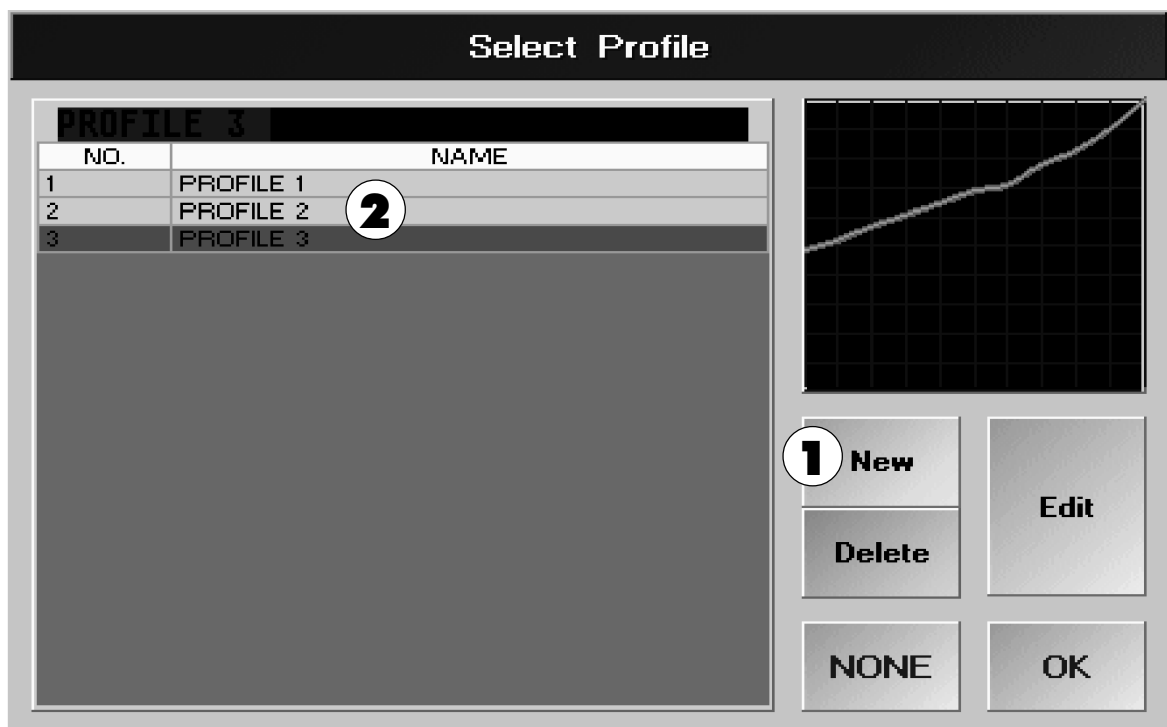 Select Profile
PROFILE 3
NO. NAME
1 PROFILE 1
2 PROFILE 2
3 PROFILE 3
2
1
New
Delete
Edit
NONE
OK